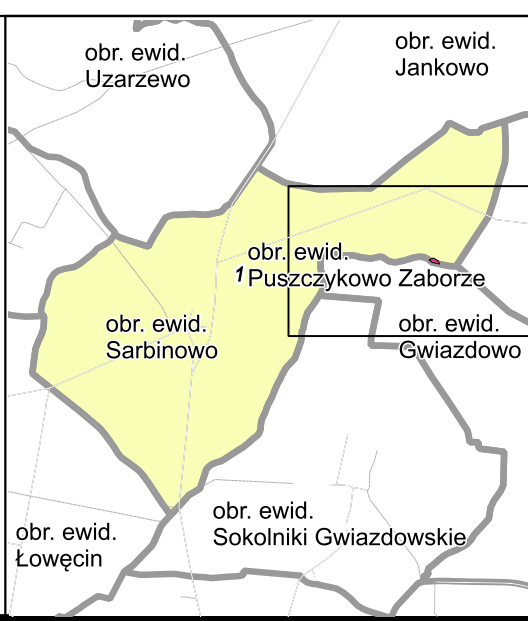 obr. ewid.
Uzarzewo
obr. ewid.
Jankowo
obr. ewid.
1 Puszczykowo Zaborze
obr. ewid.
Sarbinowo
obr. ewid.
Gwiazdowo
obr. ewid.
Sokolniki Gwiazdowskie
obr. ewid.
Łowęcin